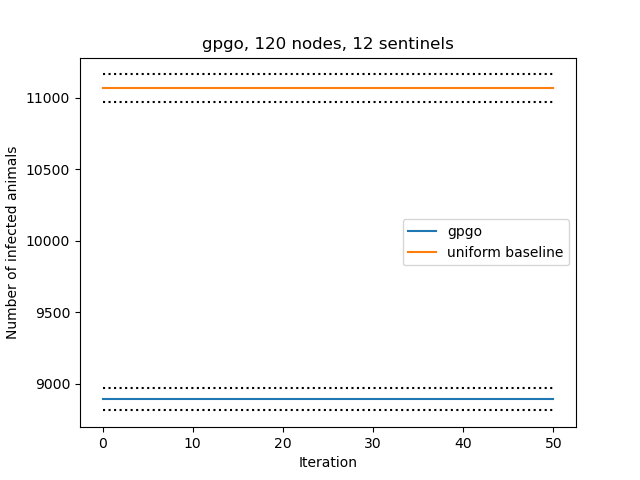 gpgo, 120 nodes, 12 sentinels
11000
10500
10000
9500
9000
Number of infected animals
gpgo
uniform baseline
0
10
20
30
40
50
Iteration